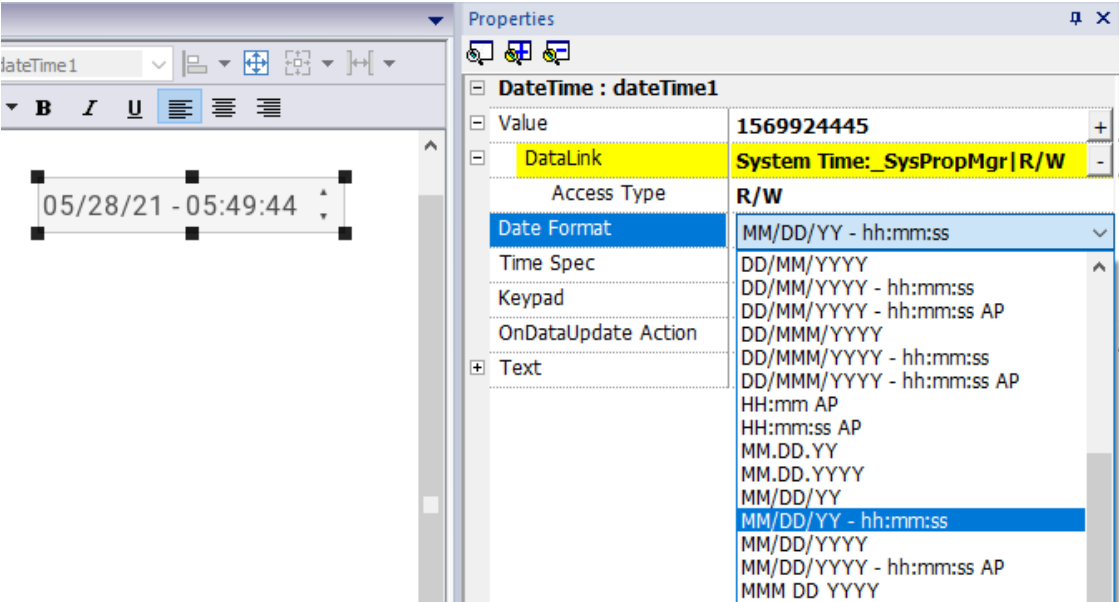 Properties
dateTime1
DateTime : dateTime1
B I U
Value 1569924445 +
DataLink System Time:_SysPropMgr|R/W -
Access Type R/W
05/28/21 - 05:49:44
Date Format MM/DD/YY - hh:mm:ss
Time Spec
Keypad
OnDataUpdate Action
Text
DD/MM/YYYY
DD/MM/YYYY - hh:mm:ss
DD/MM/YYYY - hh:mm:ss AP
DD/MMM/YYYY
DD/MMM/YYYY - hh:mm:ss
DD/MMM/YYYY - hh:mm:ss AP
HH:mm AP
HH:mm:ss AP
MM.DD.YY
MM.DD.YYYY
MM/DD/YY
MM/DD/YY - hh:mm:ss
MM/DD/YYYY
MM/DD/YYYY - hh:mm:ss AP
MMM DD YYYY